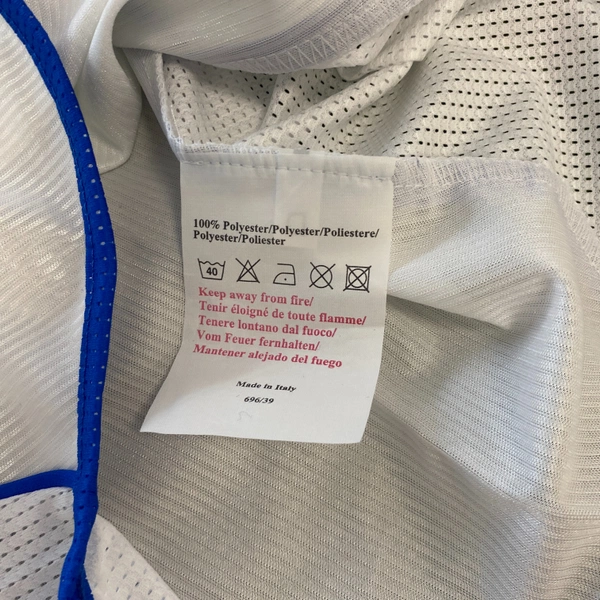 100% Polyester/Polyester/Poliestere/
Polyester/Poliester
40
Keep away from fire/
Tenir éloigné de toute flamme/
Tenere lontano dal fuoco/
Vom Feuer fernhalten/
Mantener alejado del fuego
Made in Italy
696/39